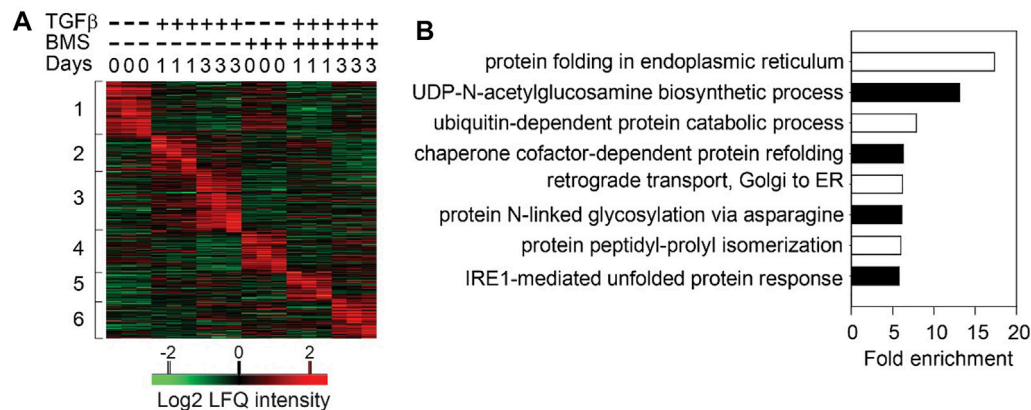 A
TGFβ − − − + + + + + + − − − + + + + + +
BMS − − − − − − − − − + + + + + + + + +
Days 0 0 0 1 1 1 3 3 3 0 0 0 1 1 1 3 3 3
1
2
3
4
5
6
-2 0 2
Log2 LFQ intensity
B
protein folding in endoplasmic reticulum
UDP-N-acetylglucosamine biosynthetic process
ubiquitin-dependent protein catabolic process
chaperone cofactor-dependent protein refolding
retrograde transport, Golgi to ER
protein N-linked glycosylation via asparagine
protein peptidyl-prolyl isomerization
IRE1-mediated unfolded protein response
0 5 10 15 20
Fold enrichment